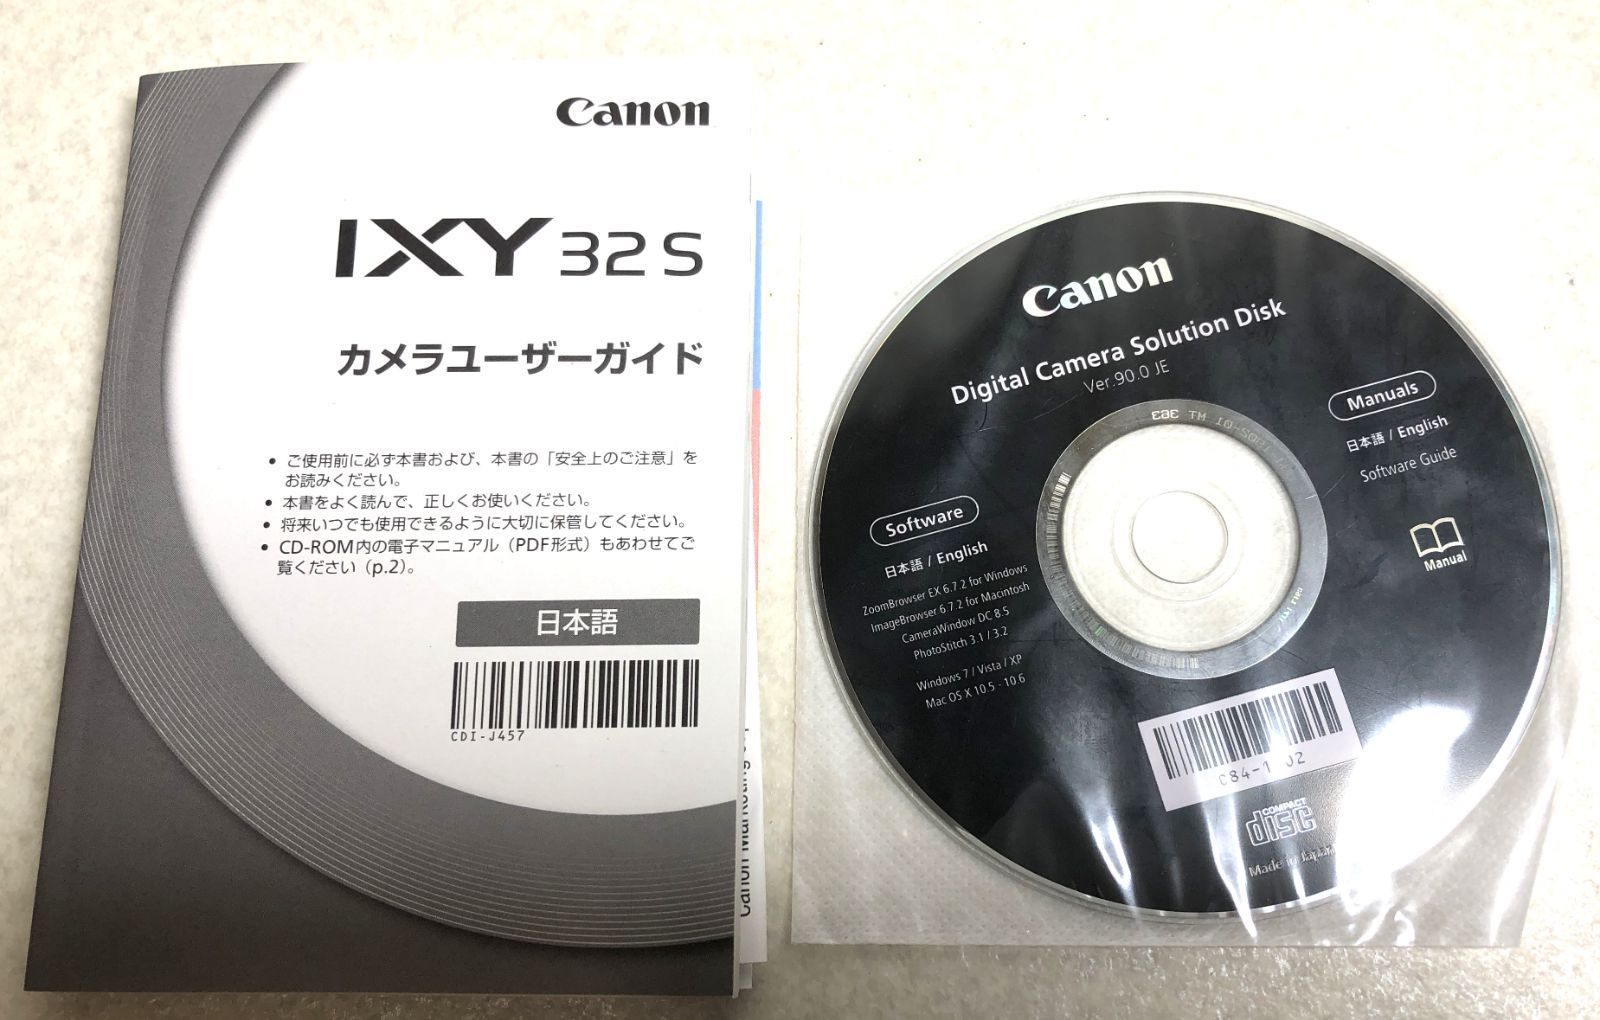 Canon
IXY 32 S
カメラユーザーガイド
● ご使用前に必ず本書および、本書の「安全上のご注意」を
お読みください。
● 本書をよく読んで、正しくお使いください。
● 将来いつでも使用できるように大切に保管してください。
● CD-ROM内の電子マニュアル（PDF形式）もあわせてご
覧ください（p.2）。
日本語
CDI-J457
Canon Marketing
Canon
Digital Camera Solution Disk
Ver.90.0 JE
Manuals
日本語 / English
Software Guide
Manual
Software
日本語 / English
ZoomBrowser EX 6.7.2 for Windows
ImageBrowser 6.7.2 for Macintosh
CameraWindow DC 8.5
PhotoStitch 3.1 / 3.2
Windows 7 / Vista / XP
Mac OS X 10.5 - 10.6
COMPACT
disc
Made in Japan